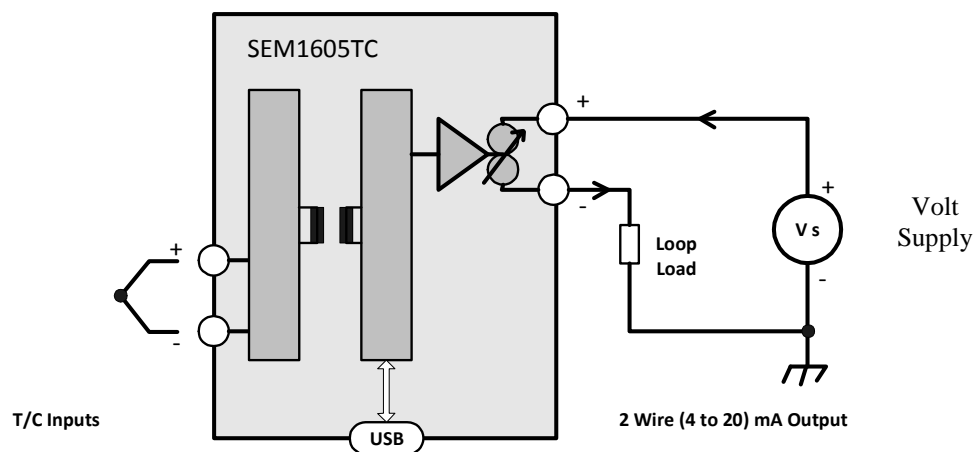 SEM1605TC
+
-
+
-
Loop
Load
+
V s
-
Volt
Supply
T/C Inputs
USB
2 Wire (4 to 20) mA Output